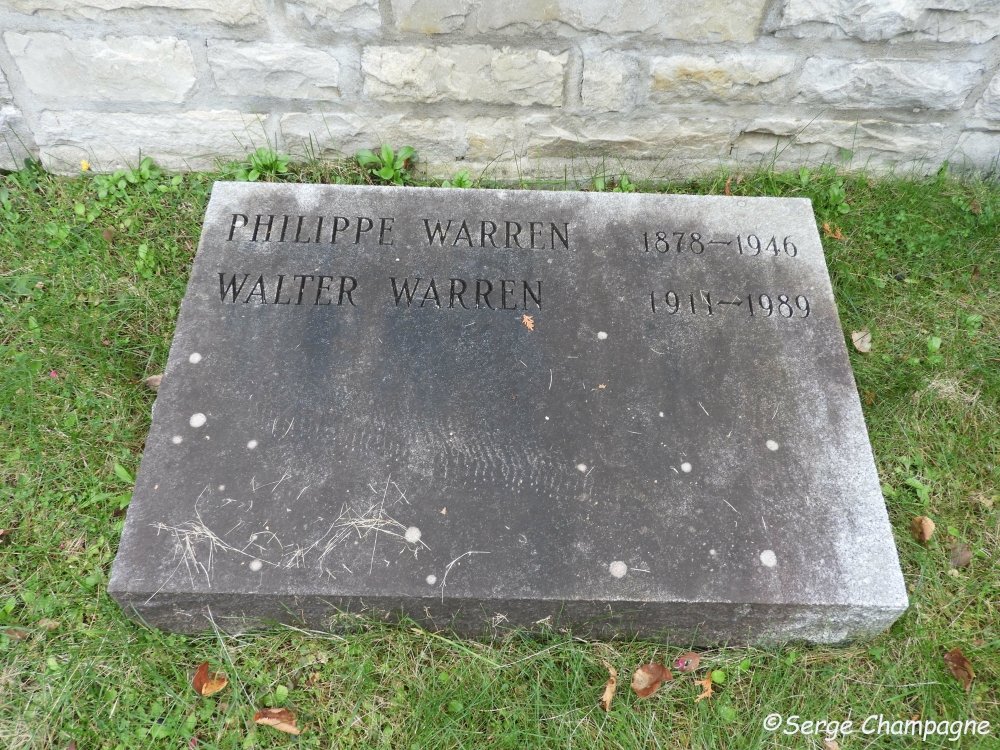 PHILIPPE WARREN 1878-1946
WALTER WARREN 1911-1989
©Serge Champagne